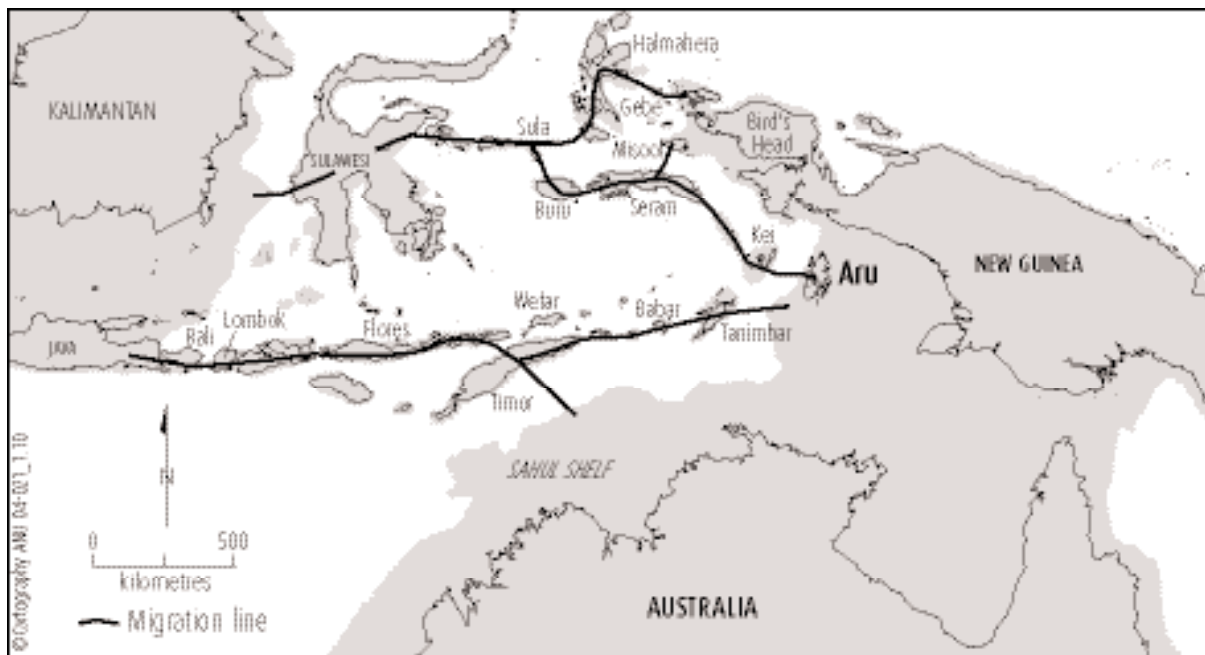 Halmahera
KALIMANTAN
Gebe
Sula
Bird's
Head
Misool
SULAWESI
Buru
Seram
Kei
Aru
NEW GUINEA
Wetar
Babar
Lombok
Bali
Flores
Tanimbar
JAVA
Timor
SAHUL SHELF
N
0 500
kilometres
Migration line
AUSTRALIA
© Cartography ANU 04-021_1.10